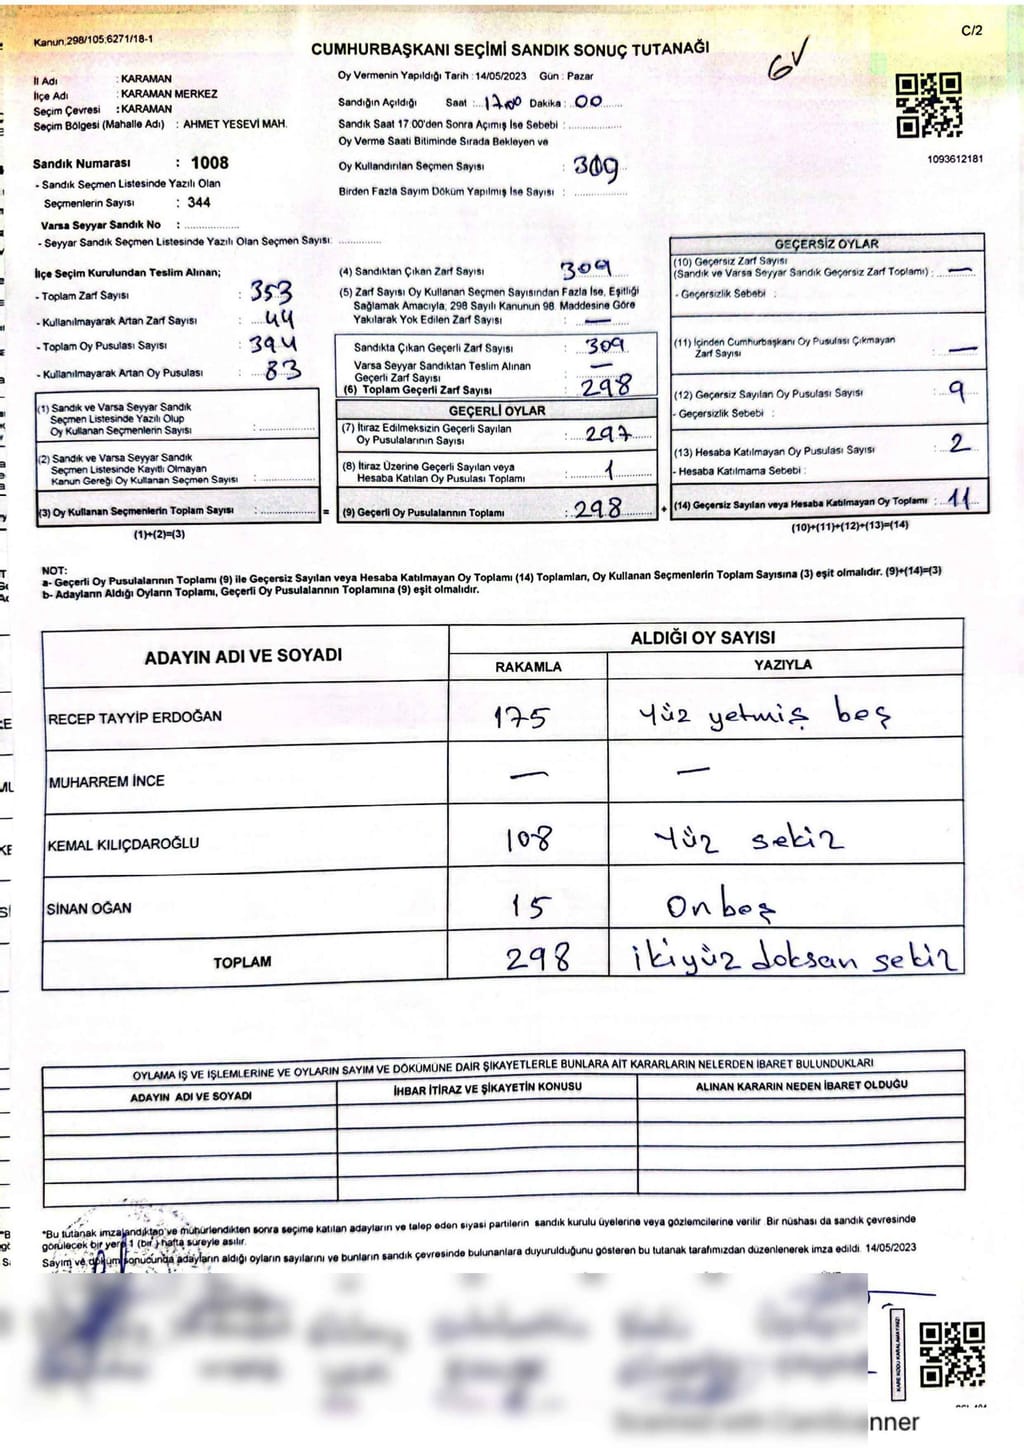 Kanun:298/105,6271/18-1
C/2
CUMHURBAŞKANI SEÇİMİ SANDIK SONUÇ TUTANAĞI
6V
İl Adı : KARAMAN
İlçe Adı : KARAMAN MERKEZ
Seçim Çevresi : KARAMAN
Seçim Bölgesi (Mahalle Adı) : AHMET YESEVİ MAH.
Sandık Numarası : 1008
- Sandık Seçmen Listesinde Yazılı Olan
Seçmenlerin Sayısı : 344
Varsa Seyyar Sandık No :
- Seyyar Sandık Seçmen Listesinde Yazılı Olan Seçmen Sayısı:
Oy Vermenin Yapıldığı Tarih : 14/05/2023 Gün : Pazar
Sandığın Açıldığı Saat : 17.00 Dakika : 00
Sandık Saat 17:00'den Sonra Açımış İse Sebebi :
Oy Verme Saati Bitiminde Sırada Bekleyen ve
Oy Kullandırılan Seçmen Sayısı : 309
Birden Fazla Sayım Döküm Yapılmış İse Sayısı :
1093612181
İlçe Seçim Kurulundan Teslim Alınan;
- Toplam Zarf Sayısı : 353
- Kullanılmayarak Artan Zarf Sayısı : 44
- Toplam Oy Pusulası Sayısı : 394
- Kullanılmayarak Artan Oy Pusulası : 83
(1) Sandık ve Varsa Seyyar Sandık
Seçmen Listesinde Yazılı Olup
Oy Kullanan Seçmenlerin Sayısı :
(2) Sandık ve Varsa Seyyar Sandık
Seçmen Listesinde Kayıtlı Olmayan
Kanun Gereği Oy Kullanan Seçmen Sayısı :
(3) Oy Kullanan Seçmenlerin Toplam Sayısı : =
(1)+(2)=(3)
(4) Sandıktan Çıkan Zarf Sayısı : 309
(5) Zarf Sayısı Oy Kullanan Seçmen Sayısından Fazla İse, Eşitliği
Sağlamak Amacıyla, 298 Sayılı Kanunun 98. Maddesine Göre
Yakılarak Yok Edilen Zarf Sayısı : —
Sandıkta Çıkan Geçerli Zarf Sayısı : 309
Varsa Seyyar Sandıktan Teslim Alınan
Geçerli Zarf Sayısı : —
(6) Toplam Geçerli Zarf Sayısı : 298
GEÇERLİ OYLAR
(7) İtiraz Edilmeksizin Geçerli Sayılan
Oy Pusulalarının Sayısı : 297
(8) İtiraz Üzerine Geçerli Sayılan veya
Hesaba Katılan Oy Pusulası Toplamı : 1
(9) Geçerli Oy Pusulalarının Toplamı : 298 +
GEÇERSİZ OYLAR
(10) Geçersiz Zarf Sayısı
(Sandık ve Varsa Seyyar Sandık Geçersiz Zarf Toplamı) : —
- Geçersizlik Sebebi :
(11) İçinden Cumhurbaşkanı Oy Pusulası Çıkmayan
Zarf Sayısı : —
(12) Geçersiz Sayılan Oy Pusulası Sayısı : 9
- Geçersizlik Sebebi :
(13) Hesaba Katılmayan Oy Pusulası Sayısı : 2
- Hesaba Katılmama Sebebi :
(14) Geçersiz Sayılan veya Hesaba Katılmayan Oy Toplamı : 11
(10)+(11)+(12)+(13)=(14)
NOT:
a- Geçerli Oy Pusulalarının Toplamı (9) ile Geçersiz Sayılan veya Hesaba Katılmayan Oy Toplamı (14) Toplamları, Oy Kullanan Seçmenlerin Toplam Sayısına (3) eşit olmalıdır. (9)+(14)=(3)
b- Adayların Aldığı Oyların Toplamı, Geçerli Oy Pusulalarının Toplamına (9) eşit olmalıdır.
ADAYIN ADI VE SOYADI
ALDIĞI OY SAYISI
RAKAMLA YAZIYLA
RECEP TAYYİP ERDOĞAN 175 Yüz yetmiş beş
MUHARREM İNCE — —
KEMAL KILIÇDAROĞLU 108 Yüz sekiz
SİNAN OĞAN 15 On beş
TOPLAM 298 ikiyüz doksan sekiz
OYLAMA İŞ VE İŞLEMLERİNE VE OYLARIN SAYIM VE DÖKÜMÜNE DAİR ŞİKAYETLERLE BUNLARA AİT KARARLARIN NELERDEN İBARET BULUNDUKLARI
ADAYIN ADI VE SOYADI İHBAR İTİRAZ VE ŞİKAYETİN KONUSU ALINAN KARARIN NEDEN İBARET OLDUĞU
*Bu tutanak imzalandıktan ve mühürlendikten sonra seçime katılan adayların ve talep eden siyasi partilerin sandık kurulu üyelerine veya gözlemcilerine verilir. Bir nüshası da sandık çevresinde
görülecek bir yere 1 (bir) hafta süreyle asılır.
Sayım ve döküm sonucunda adayların aldığı oyların sayılarını ve bunların sandık çevresinde bulunanlara duyurulduğunu gösteren bu tutanak tarafımızdan düzenlenerek imza edildi. 14/05/2023
KARE KODU KARALAMAYINIZ!